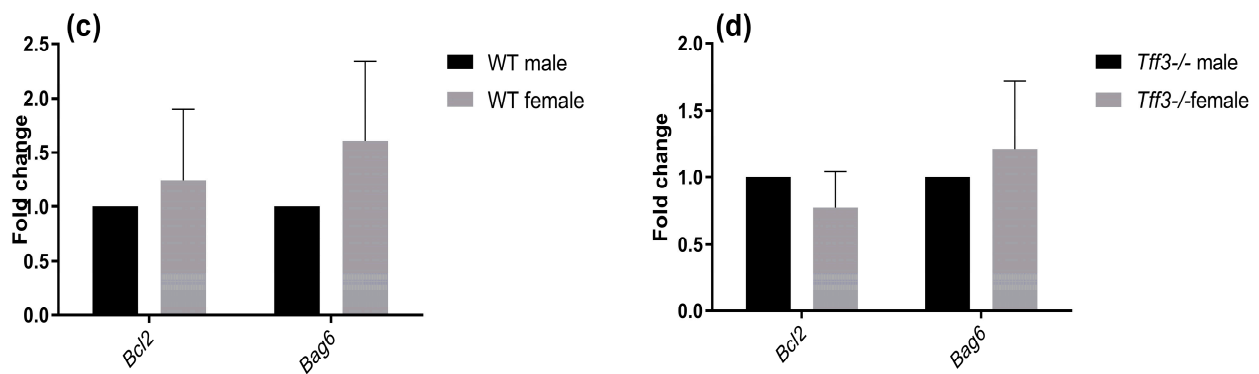 (c)
Fold change
2.5
2.0
1.5
1.0
0.5
0.0
Bcl2
Bag6
WT male
WT female
(d)
Fold change
2.0
1.5
1.0
0.5
0.0
Bcl2
Bag6
Tff3-/- male
Tff3-/-female